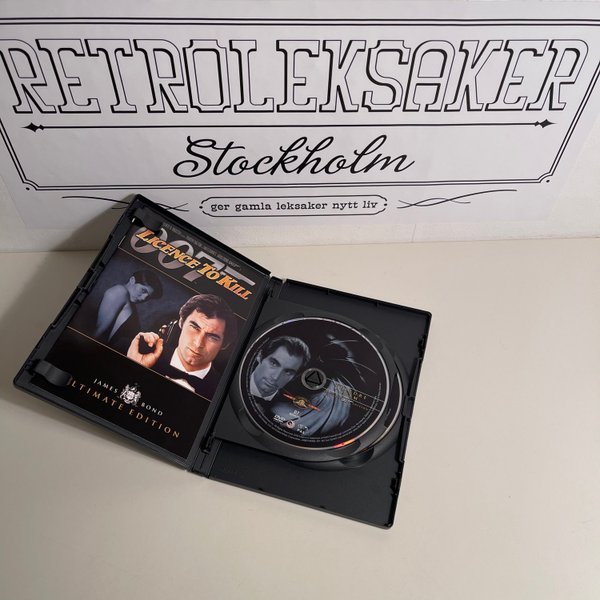 RETROLEKSAKER
Stockholm
ger gamla leksaker nytt liv
007
LICENCE TO KILL
JAMES BOND
ULTIMATE EDITION